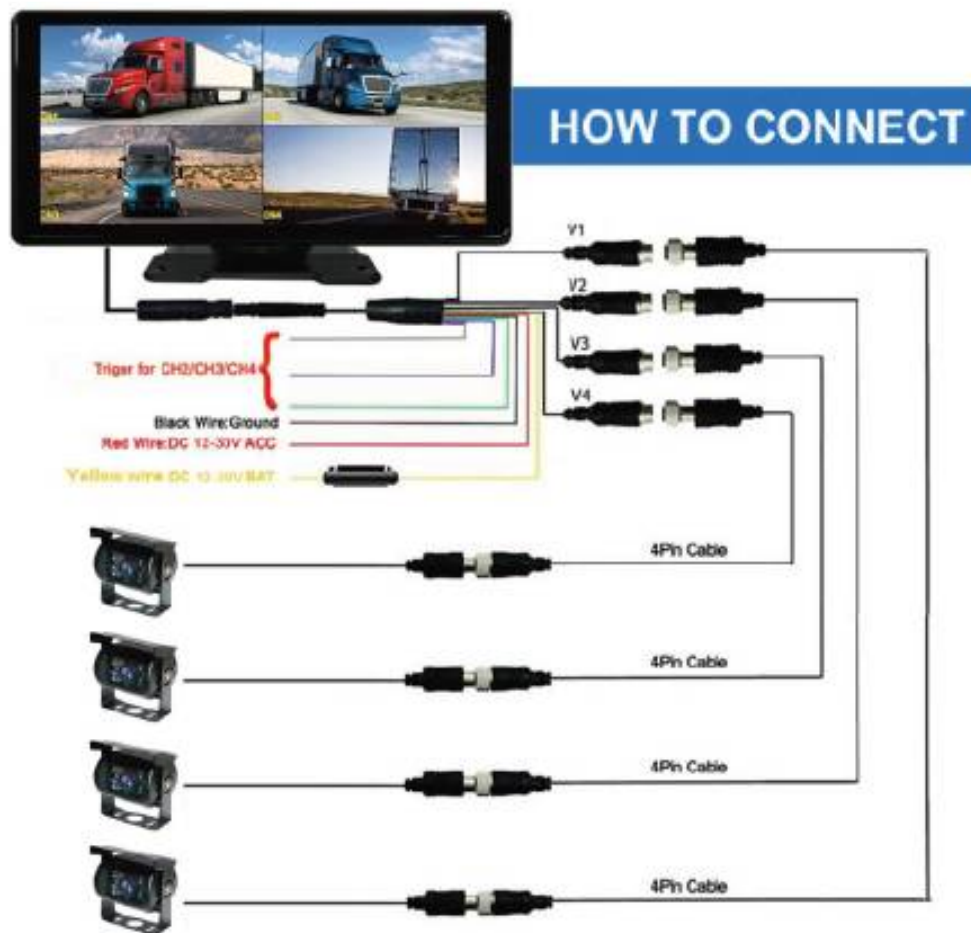 HOW TO CONNECT
V1
V2
V3
V4
Triger for CH2/CH3/CH4
Black Wire:Ground
Red Wire:DC 12-30V ACC
Yellow wire DC 12-30V BAT
4Pin Cable
4Pin Cable
4Pin Cable
4Pin Cable